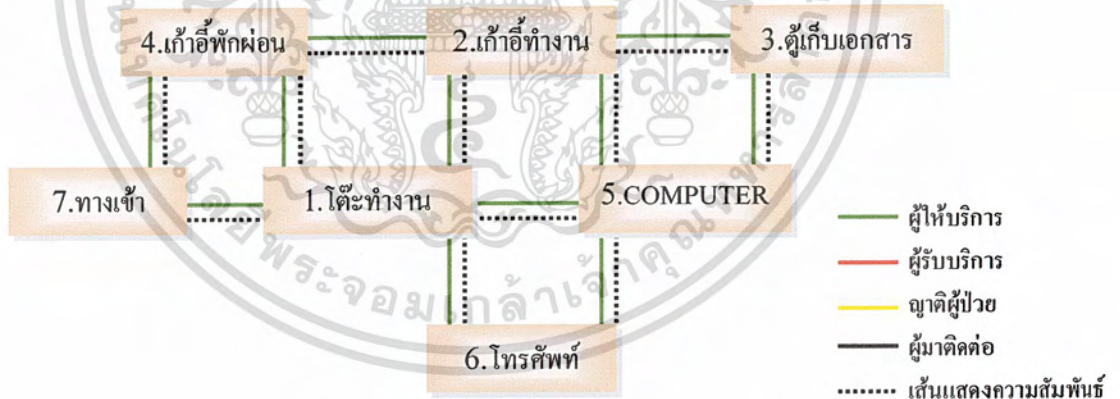 4.เก้าอี้พักผ่อน 2.เก้าอี้ทำงาน 3.ตู้เก็บเอกสาร
7.ทางเข้า 1.โต๊ะทำงาน 5.COMPUTER
6.โทรศัพท์
ผู้ให้บริการ
ผู้รับบริการ
ญาติผู้ป่วย
ผู้มาติดต่อ
เส้นแสดงความสัมพันธ์